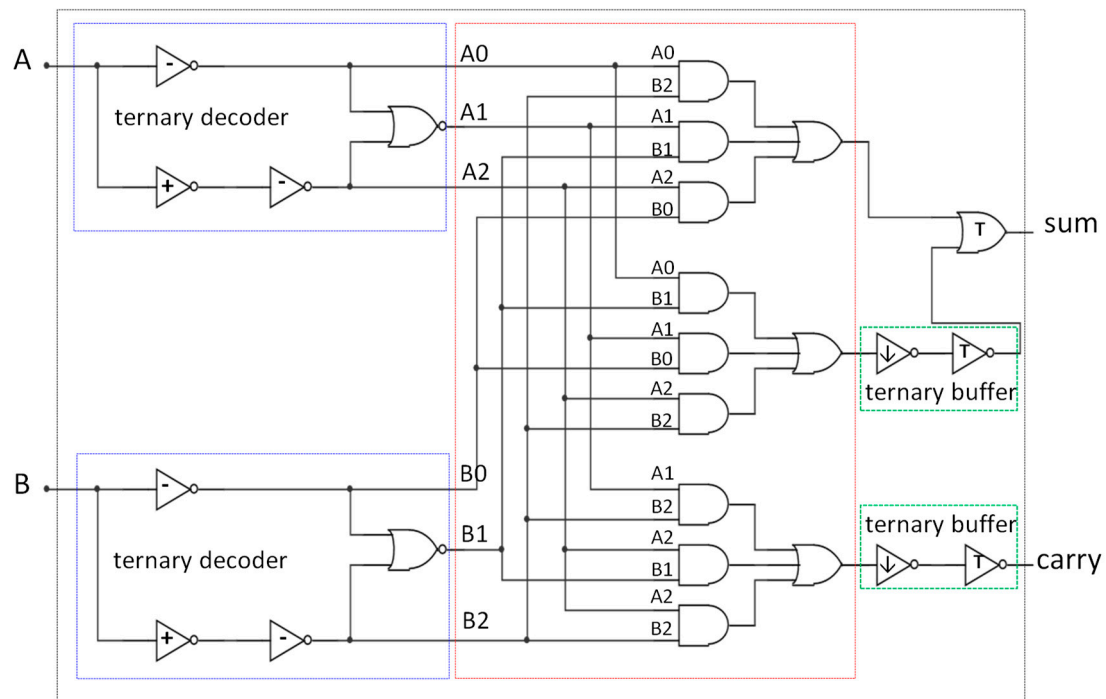 A
-
ternary decoder
+
-
A0
A1
A2
A0
B2
A1
B1
A2
B0
T
sum
A0
B1
A1
B0
A2
B2
↓
T
ternary buffer
B
-
ternary decoder
+
-
B0
B1
B2
A1
B2
A2
B1
A2
B2
ternary buffer
↓
T
carry